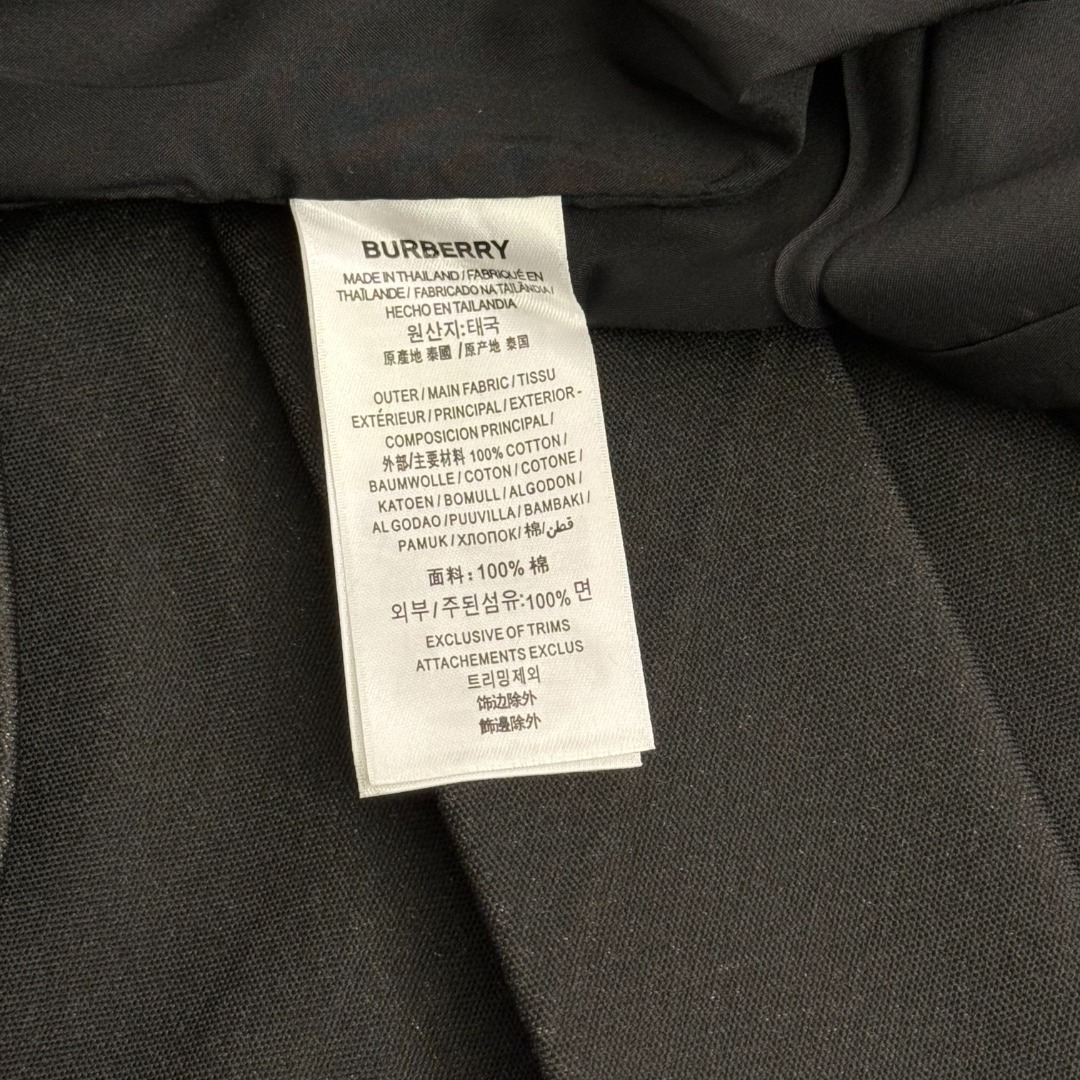 BURBERRY
MADE IN THAILAND / FABRIQUÉ EN
THAÏLANDE / FABRICADO NA TAILÂNDIA /
HECHO EN TAILANDIA
원산지:태국
原產地 泰國 /原产地 泰国
OUTER / MAIN FABRIC / TISSU
EXTÉRIEUR / PRINCIPAL / EXTERIOR -
COMPOSICION PRINCIPAL /
外部/主要材料 100% COTTON /
BAUMWOLLE / COTON / COTONE /
KATOEN / BOMULL / ALGODON /
ALGODAO / PUUVILLA / BAMBAKI /
PAMUK / ХЛОПОК/ 棉/قطن
面料 : 100% 棉
외부/주된섬유:100% 면
EXCLUSIVE OF TRIMS
ATTACHEMENTS EXCLUS
트리밍제외
饰边除外
飾邊除外